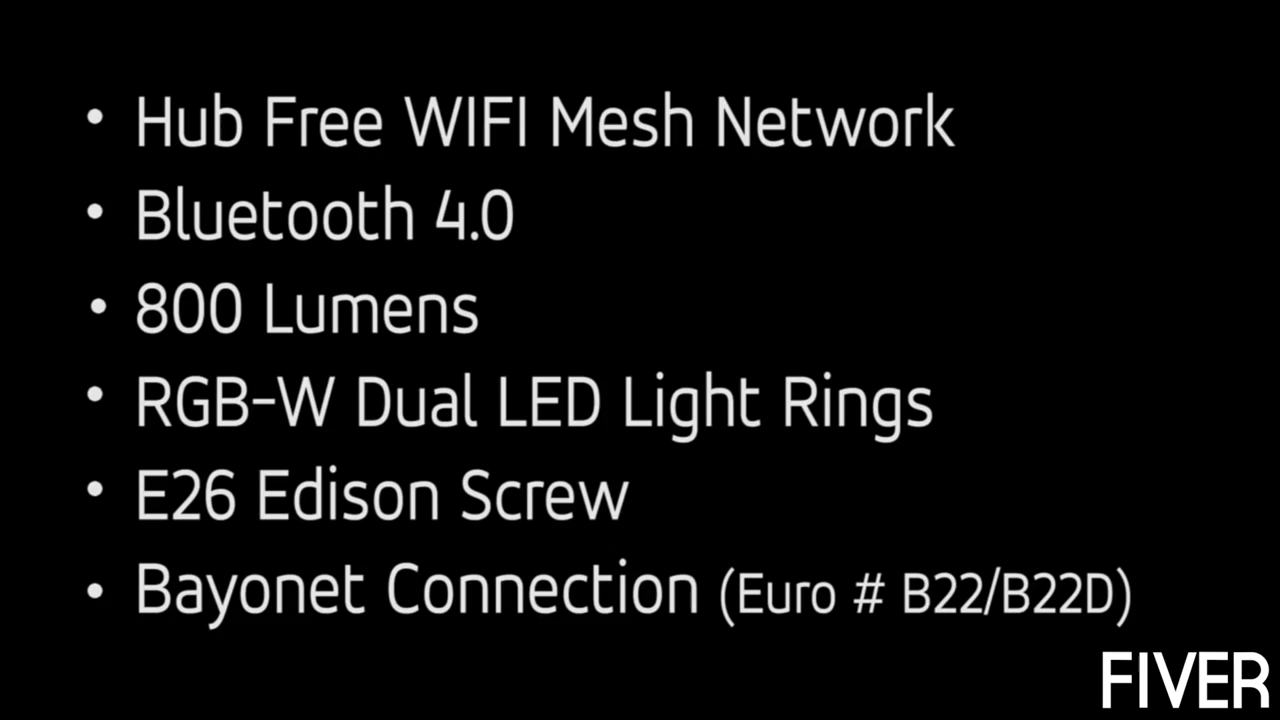 • Hub Free WIFI Mesh Network
• Bluetooth 4.0
• 800 Lumens
• RGB-W Dual LED Light Rings
• E26 Edison Screw
• Bayonet Connection (Euro # B22/B22D)
FIVER